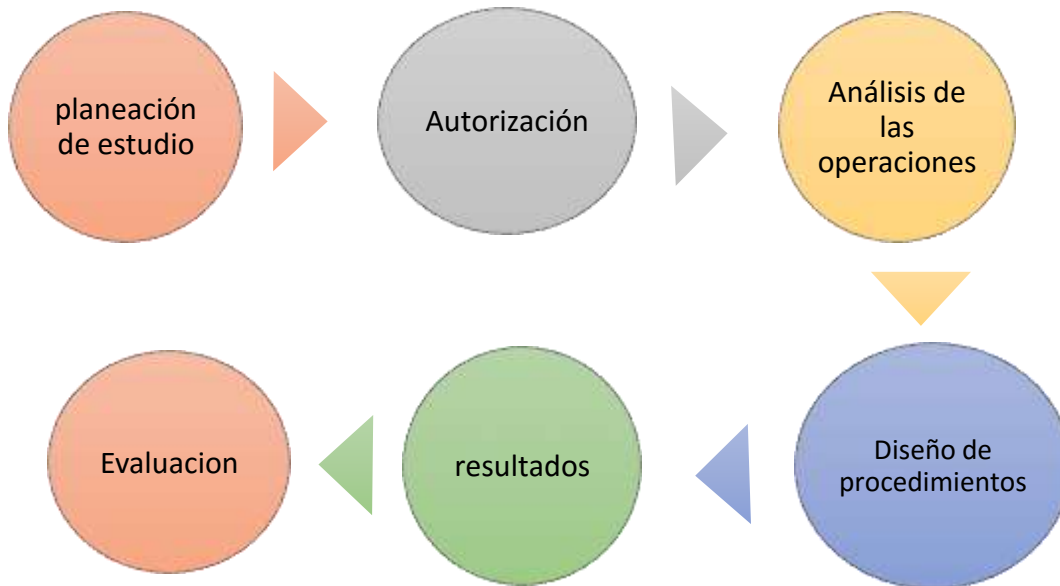 planeación
de estudio
Autorización
Análisis de
las
operaciones
Diseño de
procedimientos
resultados
Evaluacion